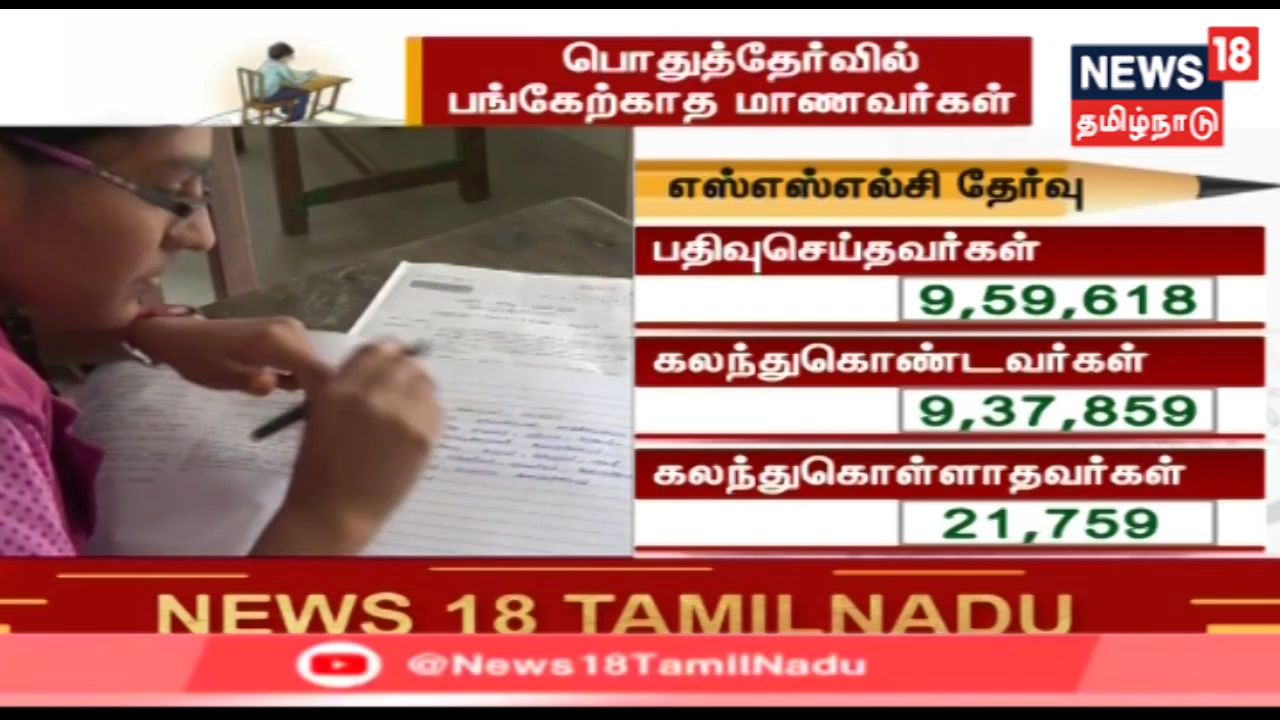 பொதுத்தேர்வில்
பங்கேற்காத மாணவர்கள்
NEWS 18
தமிழ்நாடு
எஸ்எஸ்எல்சி தேர்வு
பதிவுசெய்தவர்கள்
9,59,618
கலந்துகொண்டவர்கள்
9,37,859
கலந்துகொள்ளாதவர்கள்
21,759
NEWS 18 TAMILNADU
@News18TamilNadu